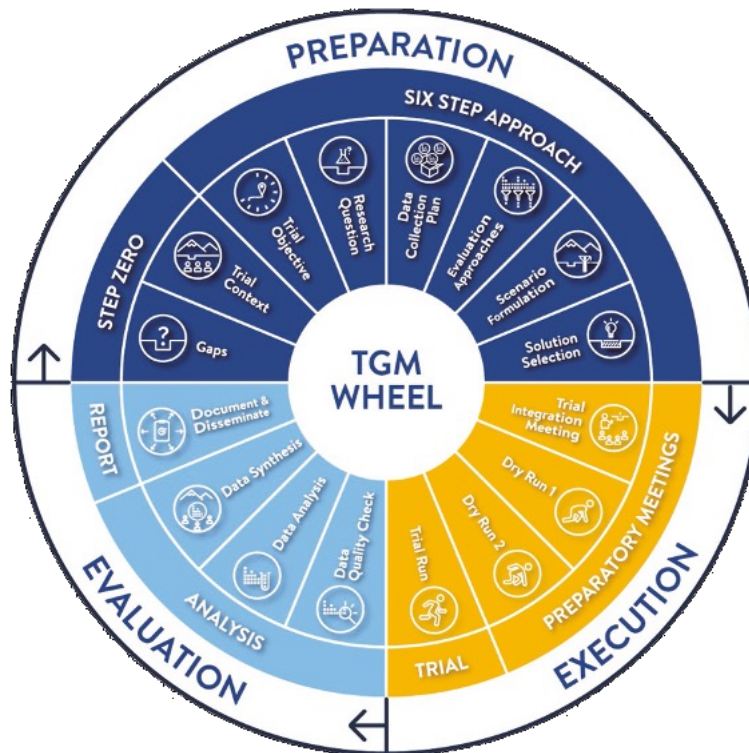 PREPARATION
SIX STEP APPROACH
STEP ZERO
Gaps
Trial
Context
Trial
Objective
Research
Question
Data
Collection
Plan
Evaluation
Approaches
Scenario
Formulation
Solution
Selection
TGM
WHEEL
Trial
Integration
Meeting
Dry Run 1
Dry Run 2
PREPARATORY MEETINGS
Trial Run
TRIAL
EXECUTION
Data
Quality Check
Data Analysis
Data Synthesis
ANALYSIS
Document &
Disseminate
REPORT
EVALUATION